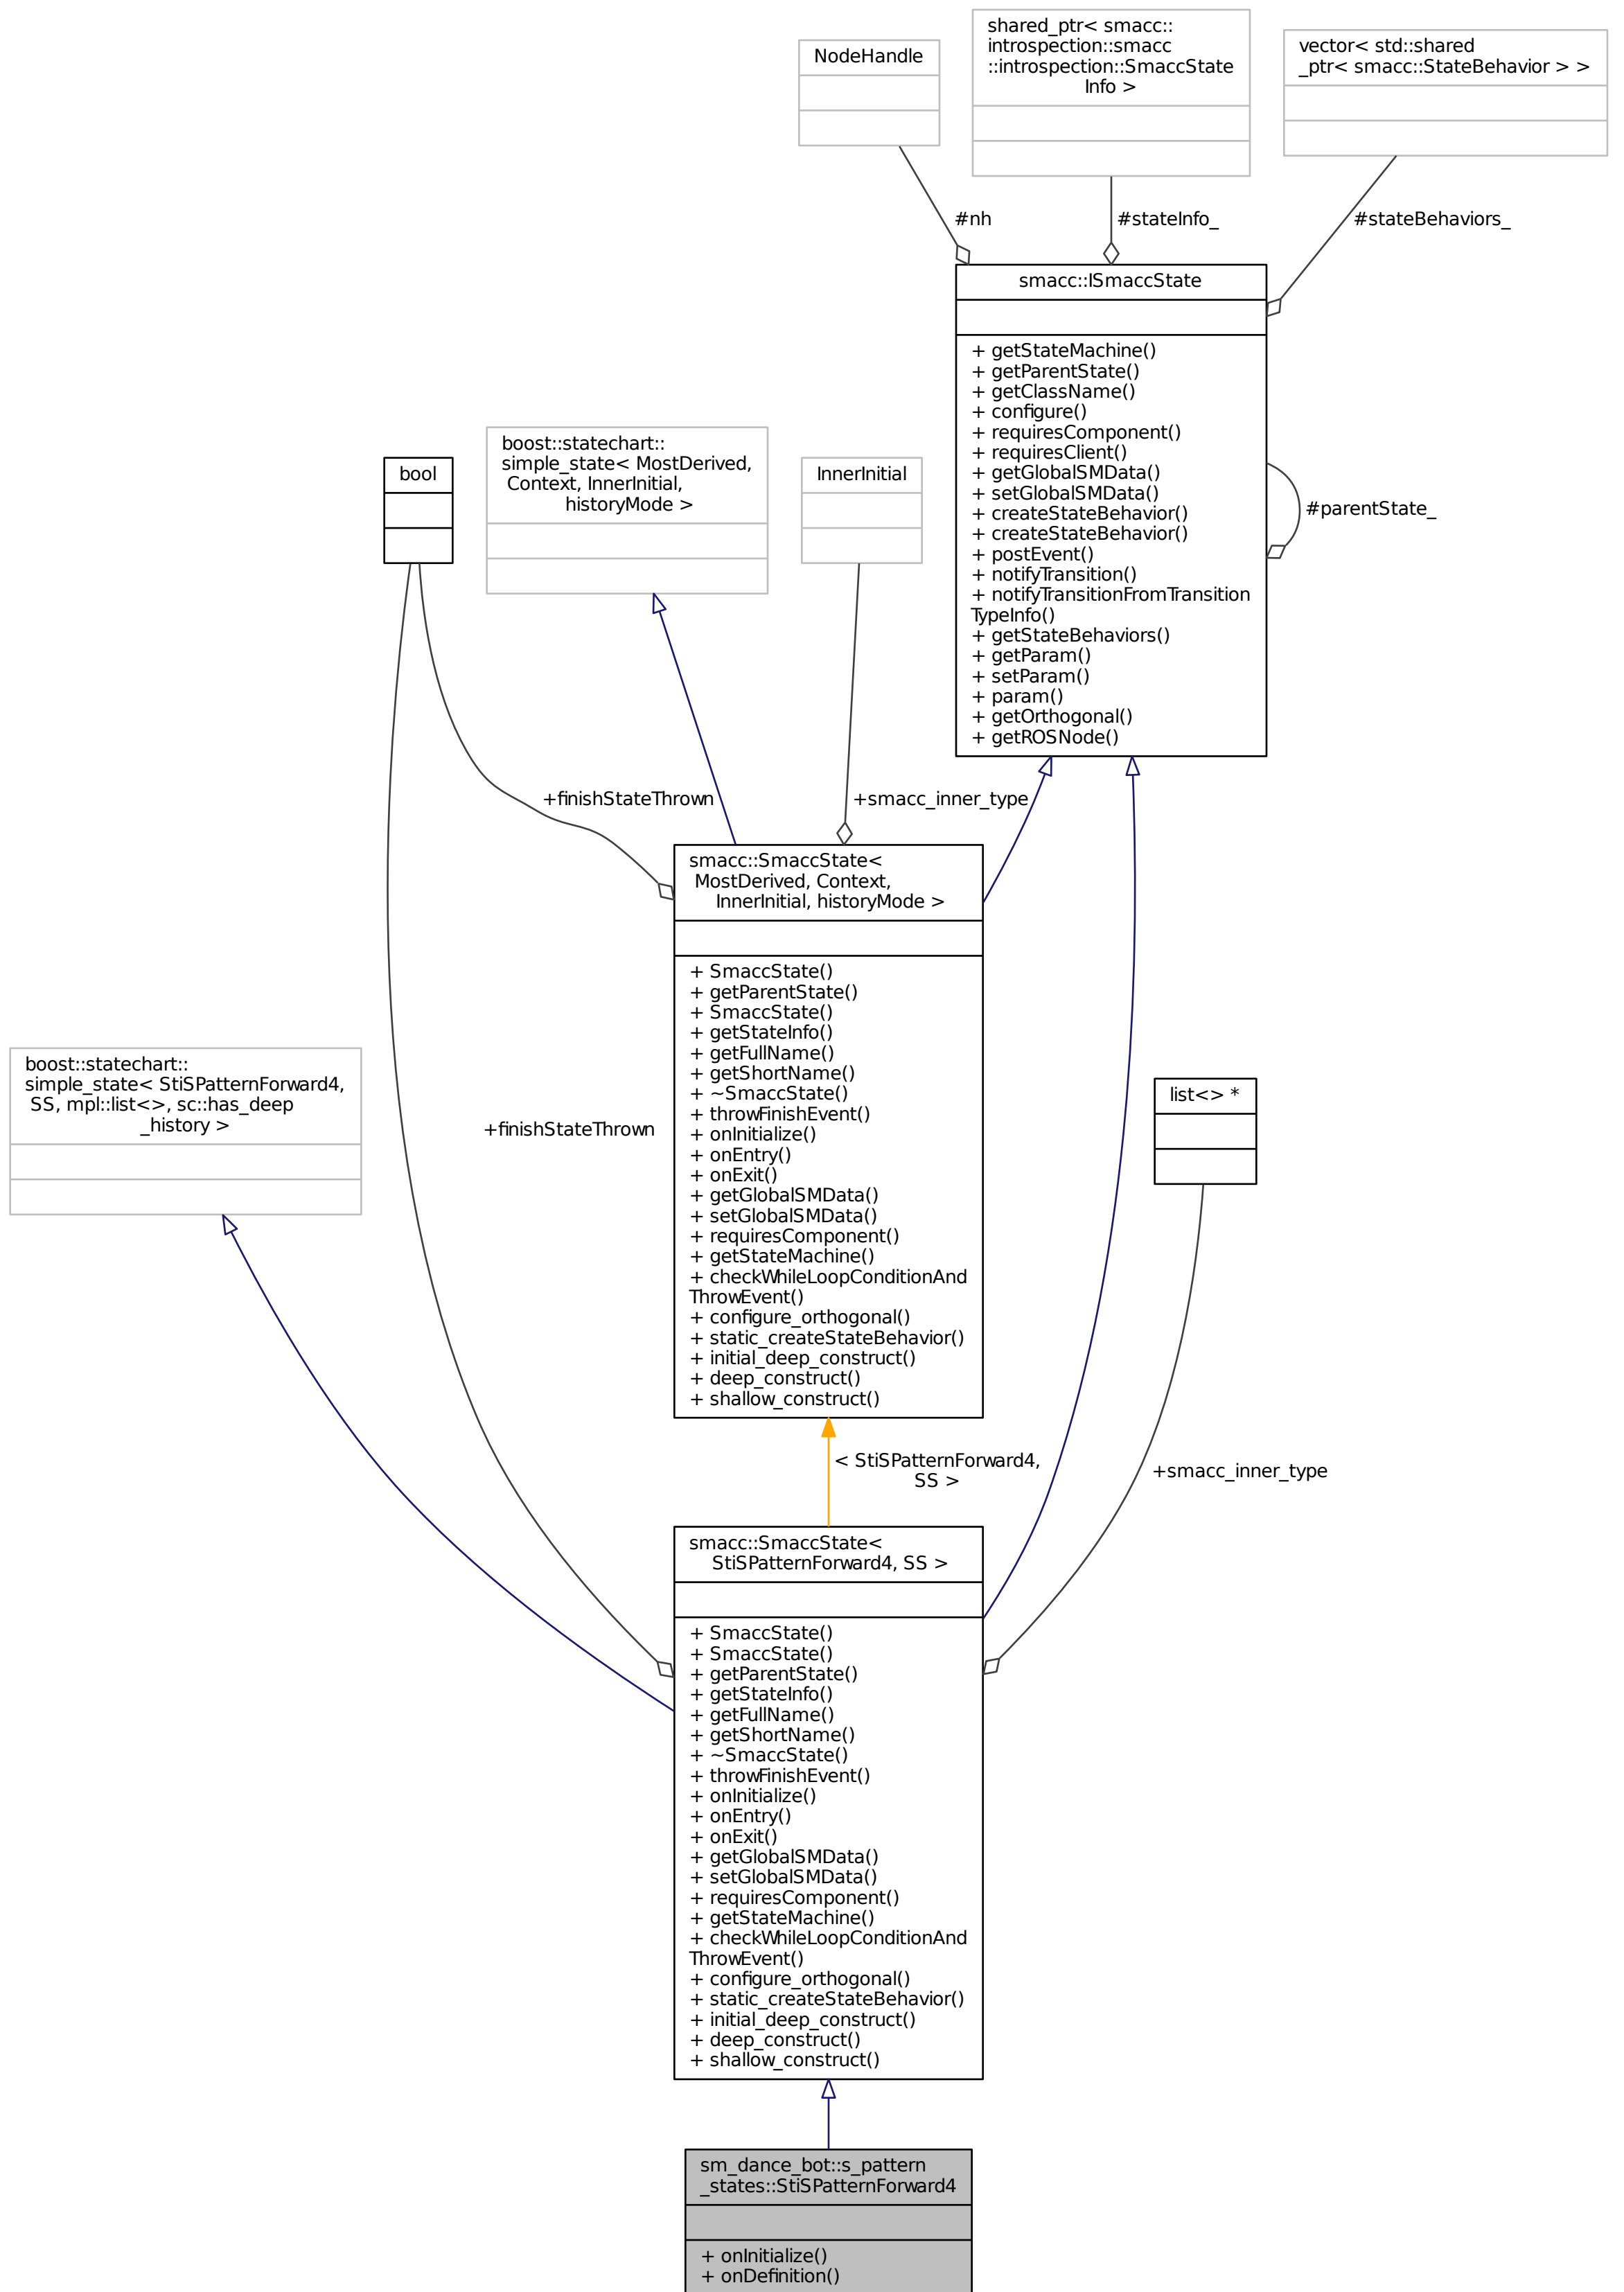 NodeHandle
shared_ptr< smacc::
introspection::smacc
::introspection::SmaccState
Info >
vector< std::shared
_ptr< smacc::StateBehavior > >
#nh
#stateInfo_
#stateBehaviors_
smacc::ISmaccState
+ getStateMachine()
+ getParentState()
+ getClassName()
+ configure()
+ requiresComponent()
+ requiresClient()
+ getGlobalSMData()
+ setGlobalSMData()
+ createStateBehavior()
+ createStateBehavior()
+ postEvent()
+ notifyTransition()
+ notifyTransitionFromTransition
TypeInfo()
+ getStateBehaviors()
+ getParam()
+ setParam()
+ param()
+ getOrthogonal()
+ getROSNode()
#parentState_
bool
boost::statechart::
simple_state< MostDerived,
Context, InnerInitial,
historyMode >
InnerInitial
+finishStateThrown
+smacc_inner_type
smacc::SmaccState<
MostDerived, Context,
InnerInitial, historyMode >
+ SmaccState()
+ getParentState()
+ SmaccState()
+ getStateInfo()
+ getFullName()
+ getShortName()
+ ~SmaccState()
+ throwFinishEvent()
+ onInitialize()
+ onEntry()
+ onExit()
+ getGlobalSMData()
+ setGlobalSMData()
+ requiresComponent()
+ getStateMachine()
+ checkWhileLoopConditionAnd
ThrowEvent()
+ configure_orthogonal()
+ static_createStateBehavior()
+ initial_deep_construct()
+ deep_construct()
+ shallow_construct()
boost::statechart::
simple_state< StiSPatternForward4,
SS, mpl::list<>, sc::has_deep
_history >
+finishStateThrown
list<> *
< StiSPatternForward4,
SS >
+smacc_inner_type
smacc::SmaccState<
StiSPatternForward4, SS >
+ SmaccState()
+ SmaccState()
+ getParentState()
+ getStateInfo()
+ getFullName()
+ getShortName()
+ ~SmaccState()
+ throwFinishEvent()
+ onInitialize()
+ onEntry()
+ onExit()
+ getGlobalSMData()
+ setGlobalSMData()
+ requiresComponent()
+ getStateMachine()
+ checkWhileLoopConditionAnd
ThrowEvent()
+ configure_orthogonal()
+ static_createStateBehavior()
+ initial_deep_construct()
+ deep_construct()
+ shallow_construct()
sm_dance_bot::s_pattern
_states::StiSPatternForward4
+ onInitialize()
+ onDefinition()